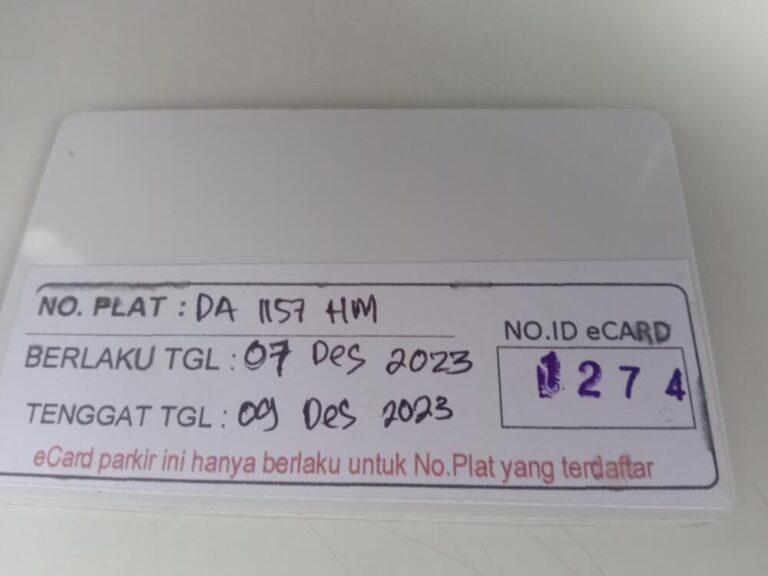 NO. PLAT : DA 1157 HM
BERLAKU TGL : 07 Des 2023
TENGGAT TGL : 09 Des 2023
NO.ID eCARD
1274
eCard parkir ini hanya berlaku untuk No.Plat yang terdaftar